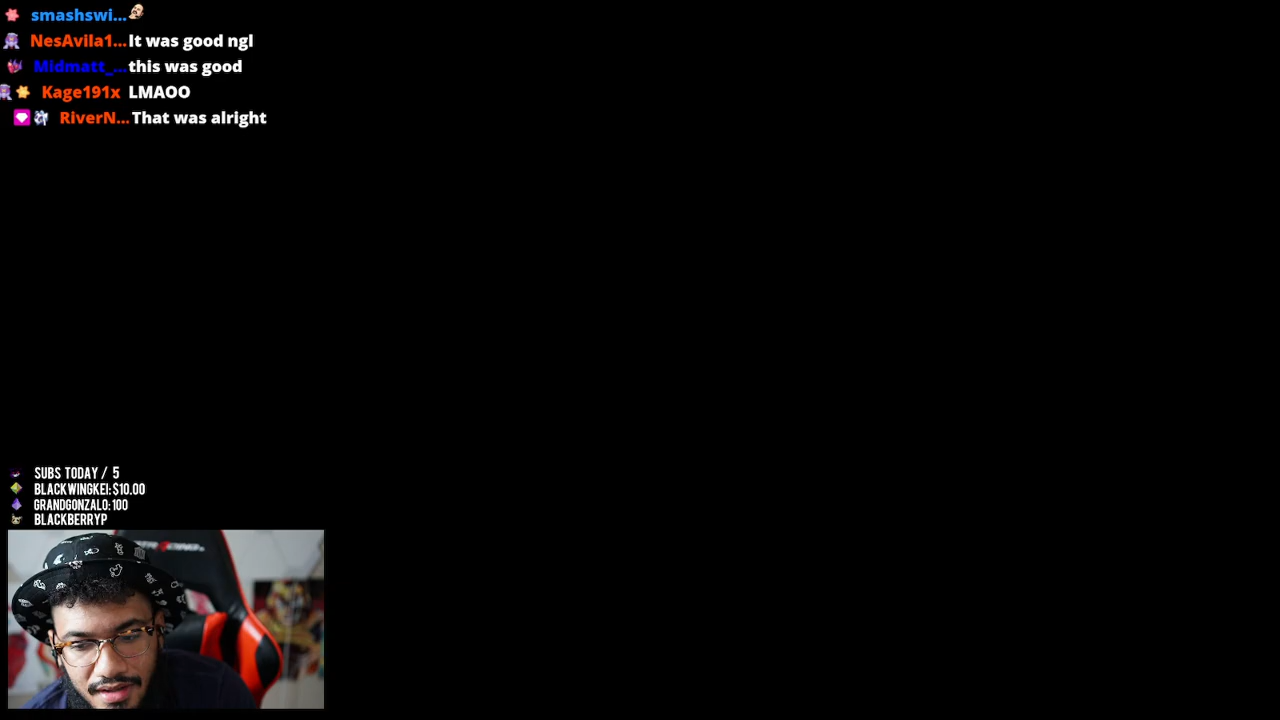 smashswi...
NesAvila1... It was good ngl
Midmatt_... this was good
Kage191x LMAOO
RiverN... That was alright
SUBS TODAY / 5
BLACKWINGKEI: $10.00
GRANDGONZALO: 100
BLACKBERRYP